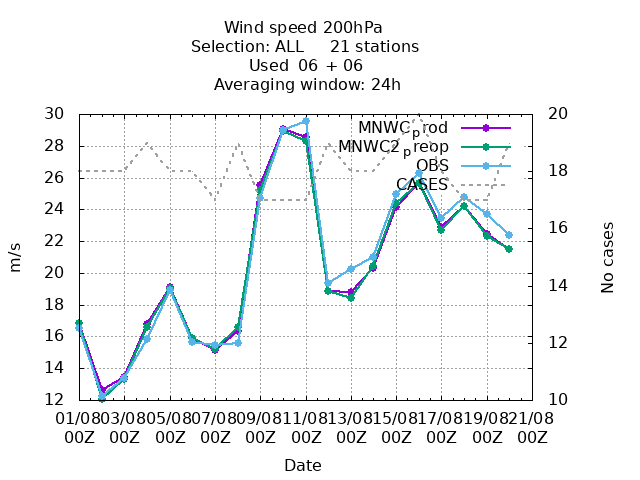 Wind speed 200hPa
Selection: ALL 21 stations
Used 06 + 06
Averaging window: 24h
30
28
26
24
22
20
18
16
14
12
m/s
20
18
16
14
12
10
No cases
MNWC_prod
MNWC2_preop
OBS
CASES
01/08 03/08 05/08 07/08 09/08 11/08 13/08 15/08 17/08 19/08 21/08
00Z 00Z 00Z 00Z 00Z 00Z 00Z 00Z 00Z 00Z 00Z
Date